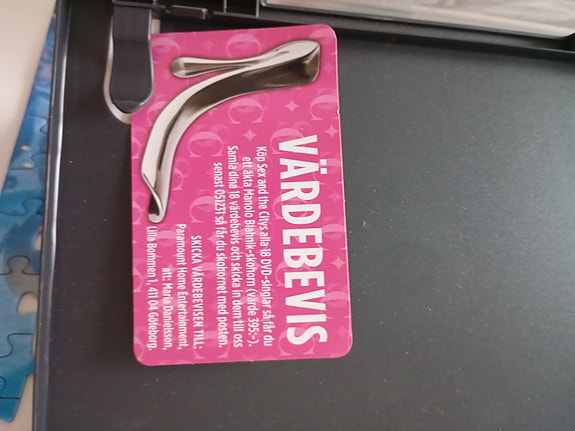 VÄRDEBEVIS
Köp Sex and the Citys alla 18 DVD-singlar så får du
ett äkta Manolo Blahnik-skohorn (värde 395:-).
Samla dina 18 värdebevis och skicka in dem till oss
senast 051231 så får du skohornet med posten.
SKICKA VÄRDEBEVISEN TILL:
Paramount Home Entertainment,
att: Maria Danielsson,
Lilla Bommen 1, 411 04 Göteborg.